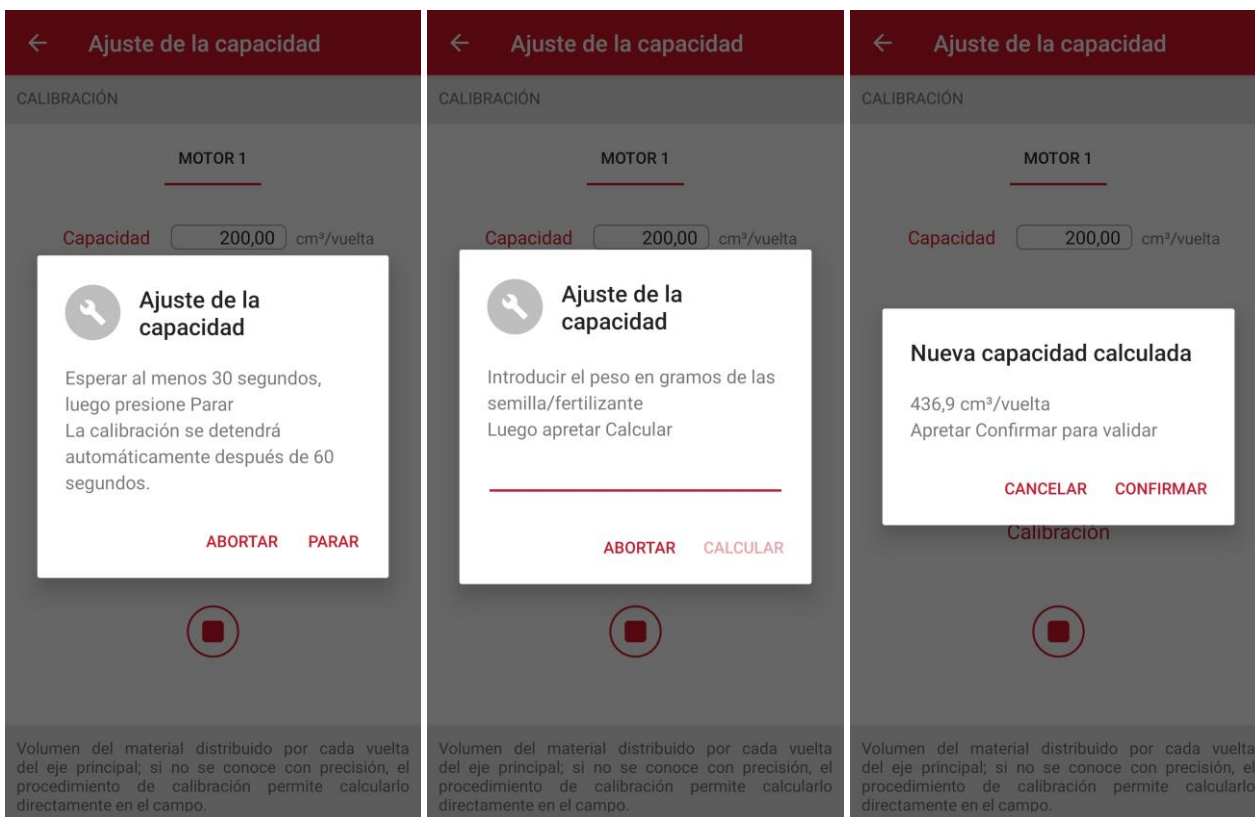 Ajuste de la capacidad
CALIBRACIÓN
MOTOR 1
Capacidad 200,00 cm³/vuelta
Ajuste de la
capacidad
Esperar al menos 30 segundos,
luego presione Parar
La calibración se detendrá
automáticamente después de 60
segundos.
ABORTAR PARAR
Volumen del material distribuido por cada vuelta
del eje principal; si no se conoce con precisión, el
procedimiento de calibración permite calcularlo
directamente en el campo.
Ajuste de la capacidad
CALIBRACIÓN
MOTOR 1
Capacidad 200,00 cm³/vuelta
Ajuste de la
capacidad
Introducir el peso en gramos de las
semilla/fertilizante
Luego apretar Calcular
ABORTAR CALCULAR
Volumen del material distribuido por cada vuelta
del eje principal; si no se conoce con precisión, el
procedimiento de calibración permite calcularlo
directamente en el campo.
Ajuste de la capacidad
CALIBRACIÓN
MOTOR 1
Capacidad 200,00 cm³/vuelta
Nueva capacidad calculada
436,9 cm³/vuelta
Apretar Confirmar para validar
CANCELAR CONFIRMAR
Calibración
Volumen del material distribuido por cada vuelta
del eje principal; si no se conoce con precisión, el
procedimiento de calibración permite calcularlo
directamente en el campo.